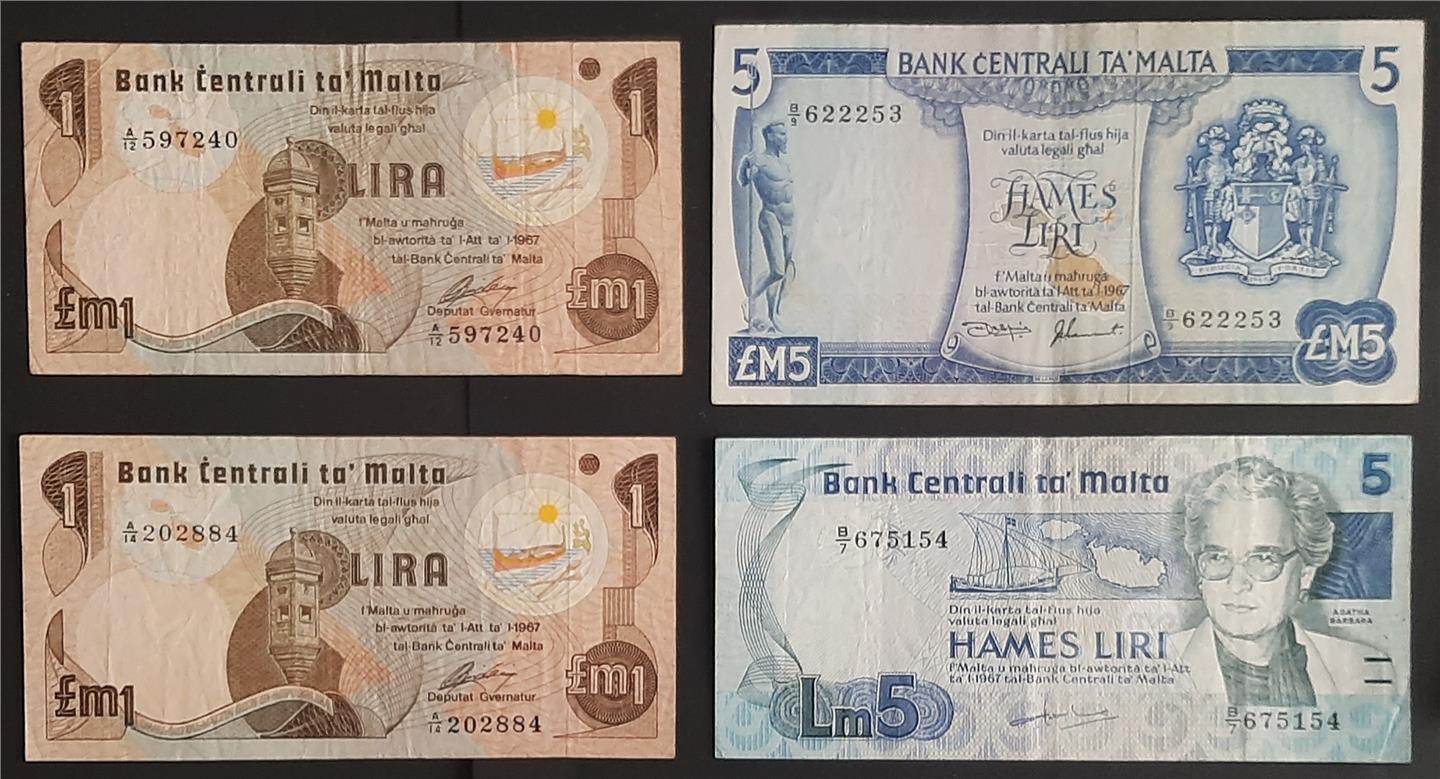 Bank Ċentrali ta' Malta
1
1
Din il-karta tal-flus hija
valuta legali għal
A/12 597240
LIRA
f'Malta u maħruġa
bl-awtorità ta' l-Att ta' l-1967
tal-Bank Ċentrali ta' Malta
Deputat Gvernatur
£m1
£m1
A/12 597240
5
BANK ĊENTRALI TA' MALTA
5
B/9 622253
Din il-karta tal-flus hija
valuta legali għal
ĦAMES
LIRI
f'Malta u maħruġa
bl-awtorità ta' l-Att ta' l-1967
tal-Bank Ċentrali ta' Malta
B/9 622253
£M5
£M5
Bank Ċentrali ta' Malta
1
1
Din il-karta tal-flus hija
valuta legali għal
A/14 202884
LIRA
f'Malta u maħruġa
bl-awtorità ta' l-Att ta' l-1967
tal-Bank Ċentrali ta' Malta
Deputat Gvernatur
£m1
£m1
A/14 202884
Bank Ċentrali ta' Malta
5
B/7 675154
Din il-karta tal-flus hija
valuta legali għal
ĦAMES LIRI
f'Malta u maħruġa bl-awtorità ta' l-Att
ta' l-1967 tal-Bank Ċentrali ta' Malta
AGATHA
BARBARA
Lm5
B/7 675154